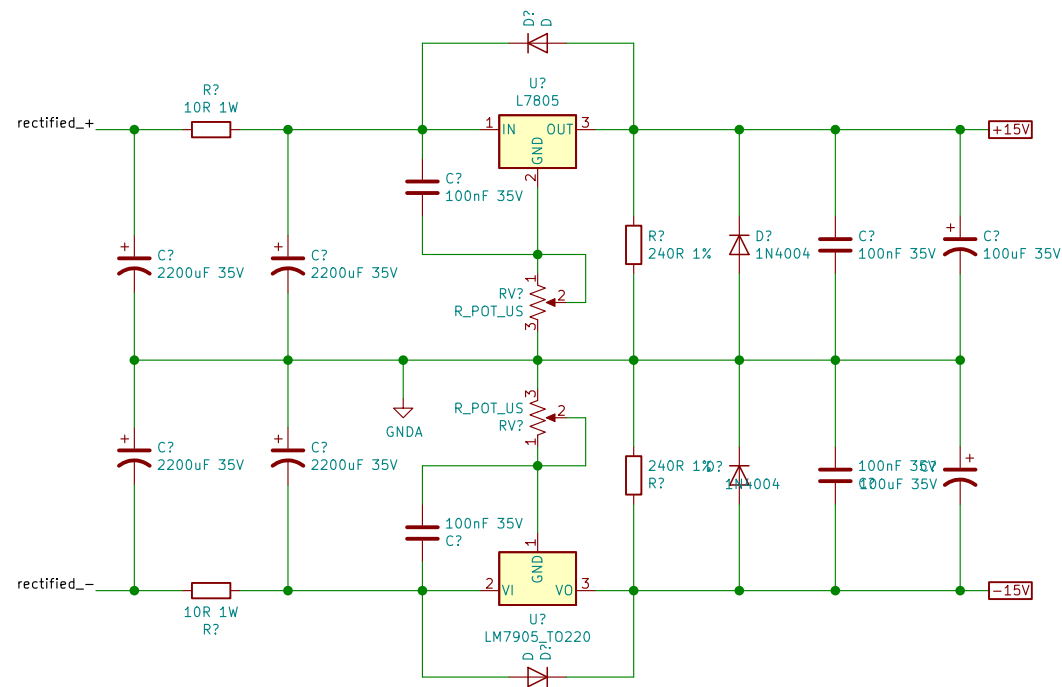 D?
D
R?
10R 1W
U?
L7805
rectified_+
1
IN
OUT
3
+15V
GND
2
C?
100nF 35V
+
C?
2200uF 35V
+
C?
2200uF 35V
R?
240R 1%
D?
1N4004
C?
100nF 35V
+
C?
100uF 35V
1
RV?
R_POT_US
2
3
GNDA
3
R_POT_US
RV?
2
1
+
C?
2200uF 35V
+
C?
2200uF 35V
240R 1%
R?
D?
1N4004
100nF 35V
C?
C?
100uF 35V
+
100nF 35V
C?
1
GND
rectified_-
2
VI
VO
3
-15V
10R 1W
R?
U?
LM7905_TO220
D
D?